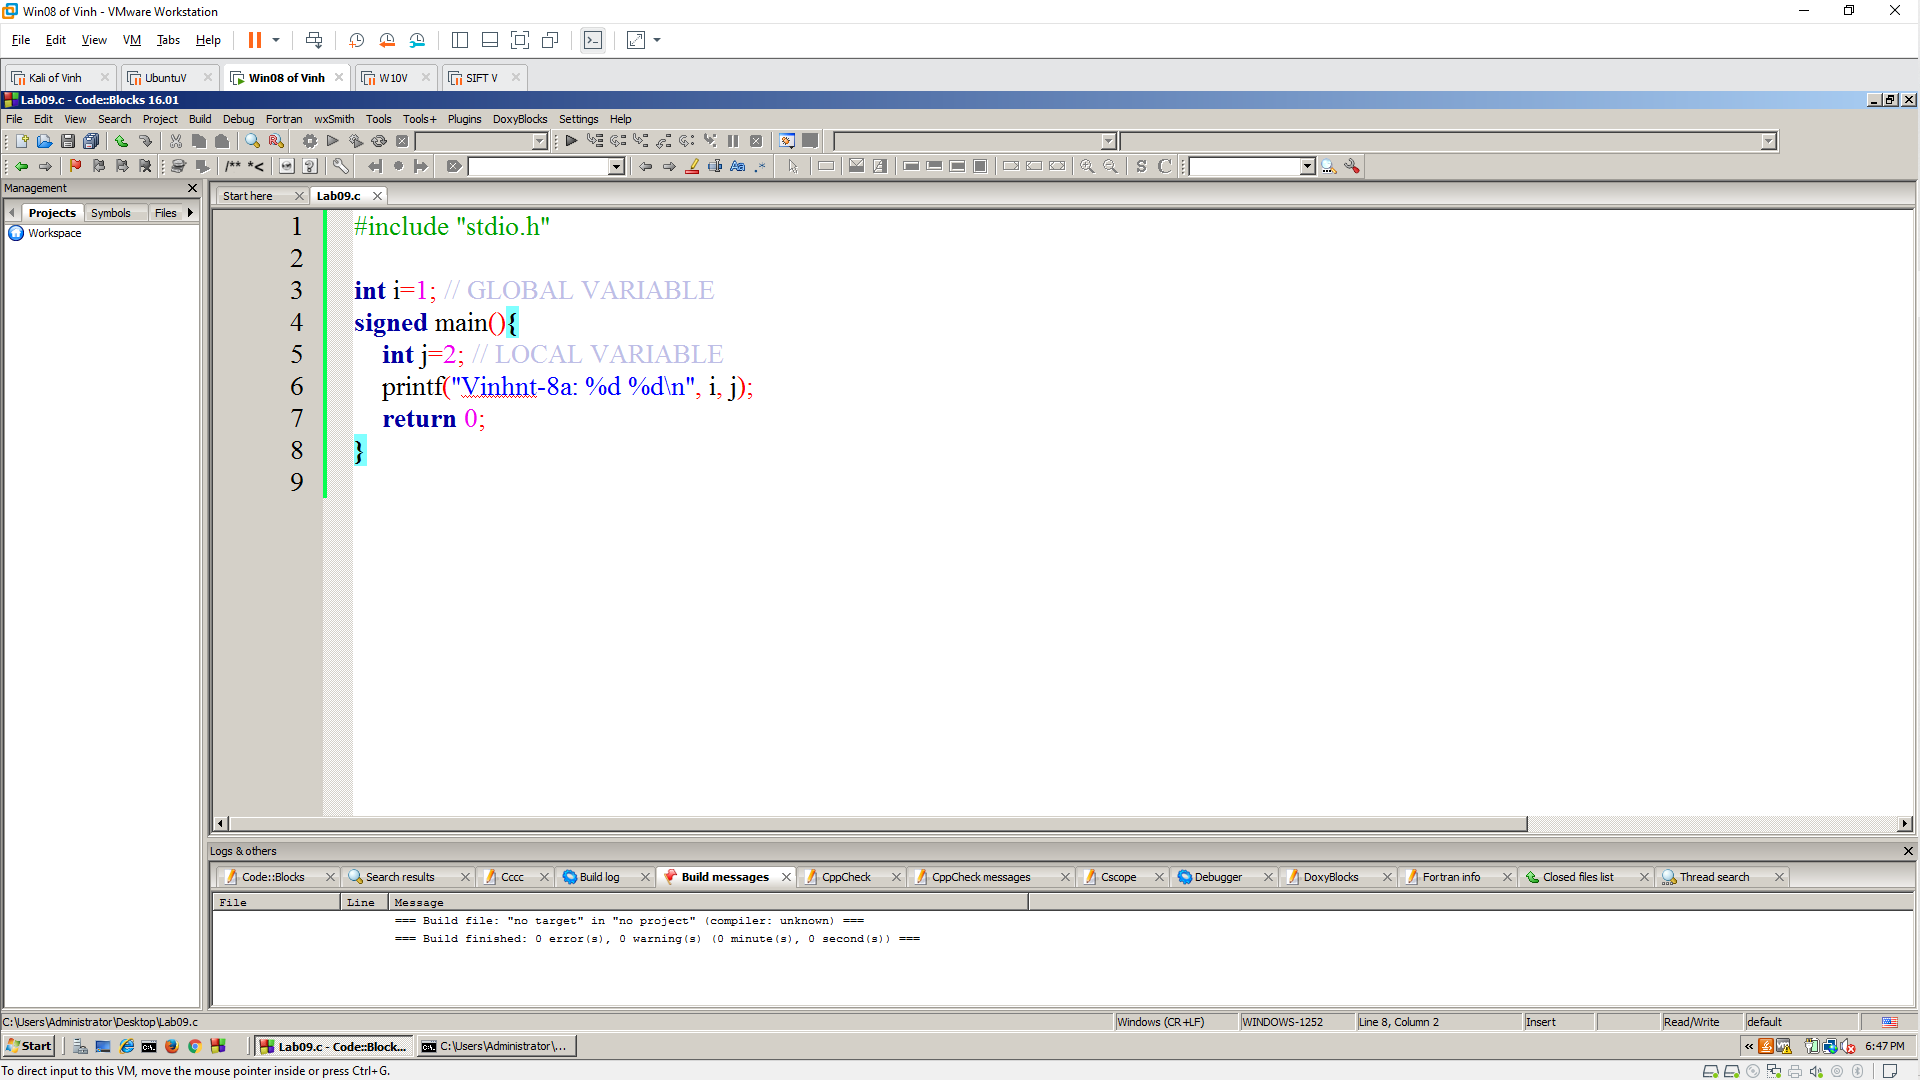 Win08 of Vinh - VMware Workstation
File Edit View VM Tabs Help
Kali of Vinh UbuntuV Win08 of Vinh W10V SIFT V
Lab09.c - Code::Blocks 16.01
File Edit View Search Project Build Debug Fortran wxSmith Tools Tools+ Plugins DoxyBlocks Settings Help
/** *< Aa .* S C
Management
Start here Lab09.c
Projects Symbols Files
Workspace
1 #include "stdio.h"
2
3 int i=1; // GLOBAL VARIABLE
4 signed main(){
5 int j=2; // LOCAL VARIABLE
6 printf("Vinhnt-8a: %d %d\n", i, j);
7 return 0;
8 }
9
Logs & others
Code::Blocks Search results Cccc Build log Build messages CppCheck CppCheck messages Cscope Debugger DoxyBlocks Fortran info Closed files list Thread search
File Line Message
=== Build file: "no target" in "no project" (compiler: unknown) ===
=== Build finished: 0 error(s), 0 warning(s) (0 minute(s), 0 second(s)) ===
C:\Users\Administrator\Desktop\Lab09.c Windows (CR+LF) WINDOWS-1252 Line 8, Column 2 Insert Read/Write default
Start Lab09.c - Code::Block... C:\Users\Administrator\... 6:47 PM
To direct input to this VM, move the mouse pointer inside or press Ctrl+G.